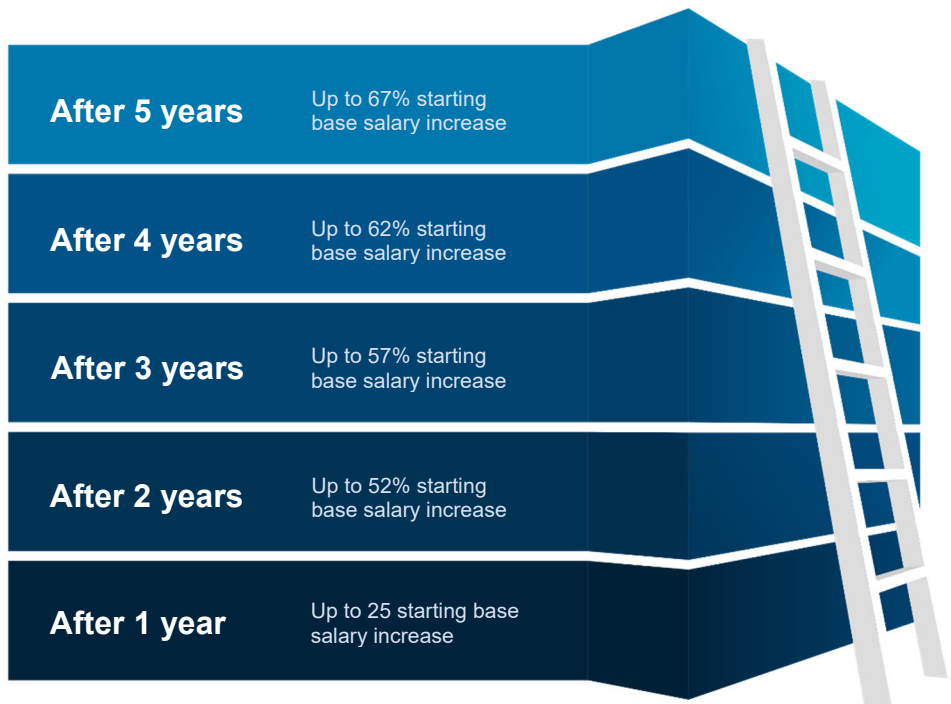 After 5 years
Up to 67% starting
base salary increase
After 4 years
Up to 62% starting
base salary increase
After 3 years
Up to 57% starting
base salary increase
After 2 years
Up to 52% starting
base salary increase
After 1 year
Up to 25 starting base
salary increase